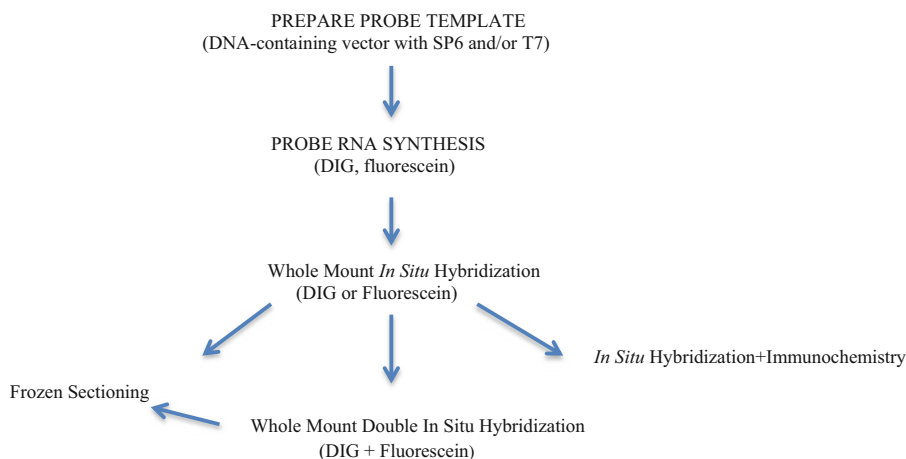 PREPARE PROBE TEMPLATE
(DNA-containing vector with SP6 and/or T7)
PROBE RNA SYNTHESIS
(DIG, fluorescein)
Whole Mount In Situ Hybridization
(DIG or Fluorescein)
In Situ Hybridization+Immunochemistry
Frozen Sectioning
Whole Mount Double In Situ Hybridization
(DIG + Fluorescein)